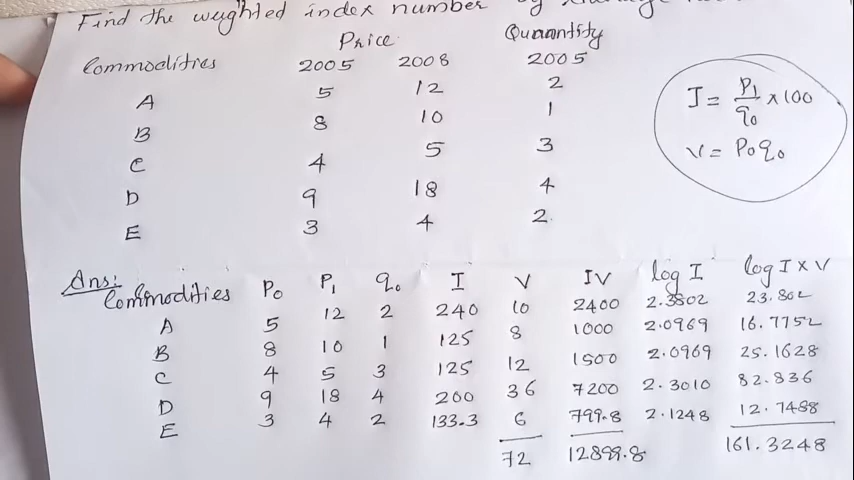 Find the weighted index number by
Price Quantity
Commodities 2005 2008 2005
A 5 12 2
B 8 10 1
C 4 5 3
D 9 18 4
E 3 4 2
I = P1/q0 × 100
V = P0q0
Ans:
Commodities P0 P1 q0 I V IV log I log I x V
A 5 12 2 240 10 2400 2.3802 23.802
B 8 10 1 125 8 1000 2.0969 16.7752
C 4 5 3 125 12 1500 2.0969 25.1628
D 9 18 4 200 36 7200 2.3010 82.836
E 3 4 2 133.3 6 799.8 2.1248 12.7488
72 12899.8 161.3248